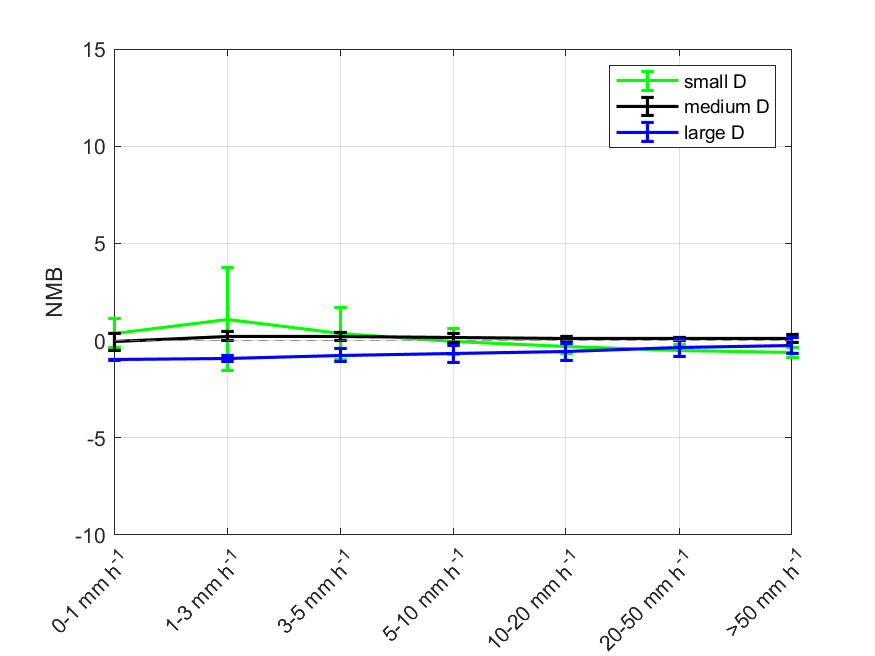 15
10
5
0
-5
-10
NMB
small D
medium D
large D
0-1 mm h⁻¹
1-3 mm h⁻¹
3-5 mm h⁻¹
5-10 mm h⁻¹
10-20 mm h⁻¹
20-50 mm h⁻¹
>50 mm h⁻¹